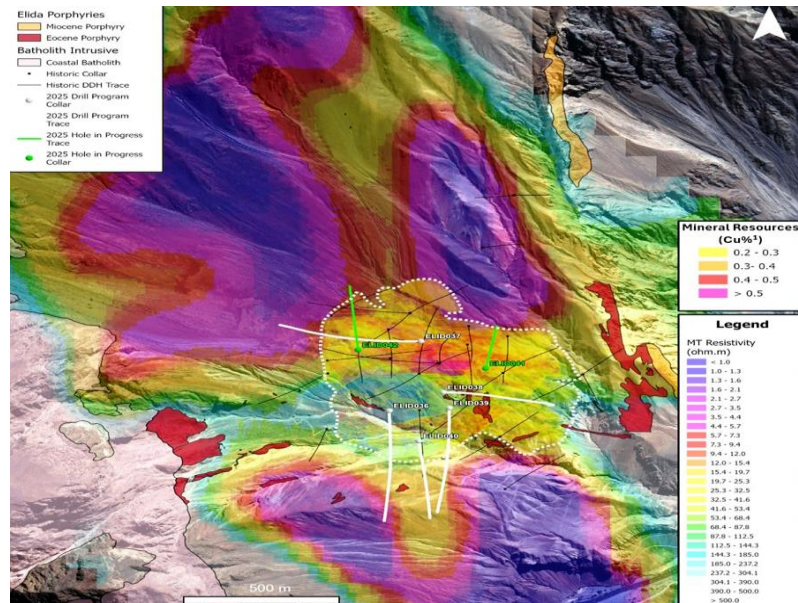 Elida Porphyries
Miocene Porphyry
Eocene Porphyry
Batholith Intrusive
Coastal Batholith
Historic Collar
Historic DDH Trace
2025 Drill Program
Collar
2025 Drill Program
Trace
2025 Hole in Progress
Trace
2025 Hole in Progress
Collar
Mineral Resources
(Cu%¹)
0.2 - 0.3
0.3- 0.4
0.4 - 0.5
> 0.5
ELID037
ELID042
ELID041
ELID038
ELID039
ELID036
ELID040
Legend
MT Resistivity
(ohm.m)
< 1.0
1.0 - 1.3
1.3 - 1.6
1.6 - 2.1
2.1 - 2.7
2.7 - 3.5
3.5 - 4.4
4.4 - 5.7
5.7 - 7.3
7.3 - 9.4
9.4 - 12.0
12.0 - 15.4
15.4 - 19.7
19.7 - 25.3
25.3 - 32.5
32.5 - 41.6
41.6 - 53.4
53.4 - 68.4
68.4 - 87.8
87.8 - 112.5
112.5 - 144.3
144.3 - 185.0
185.0 - 237.2
237.2 - 304.1
304.1 - 390.0
390.0 - 500.0
> 500.0
500 m